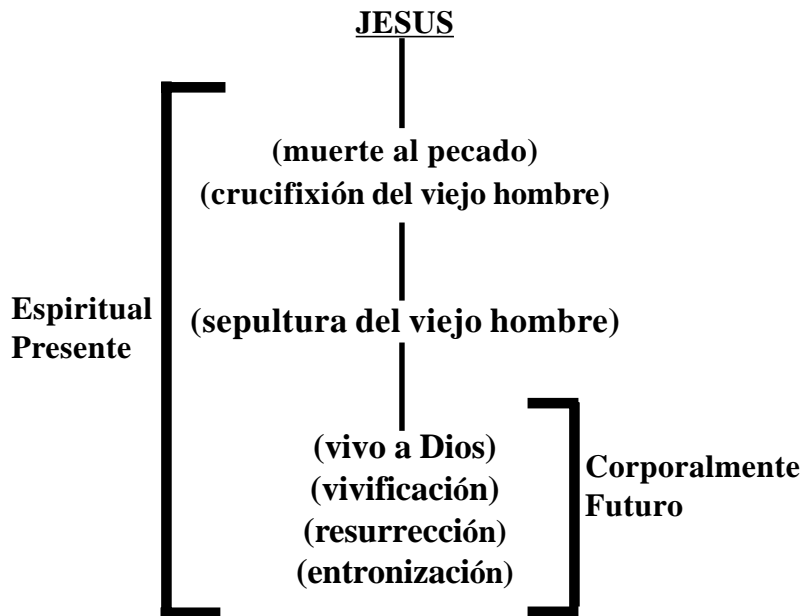 JESUS
(muerte al pecado)
(crucifixión del viejo hombre)
Espiritual
Presente
(sepultura del viejo hombre)
(vivo a Dios)
(vivificación)
(resurrección)
(entronización)
Corporalmente
Futuro